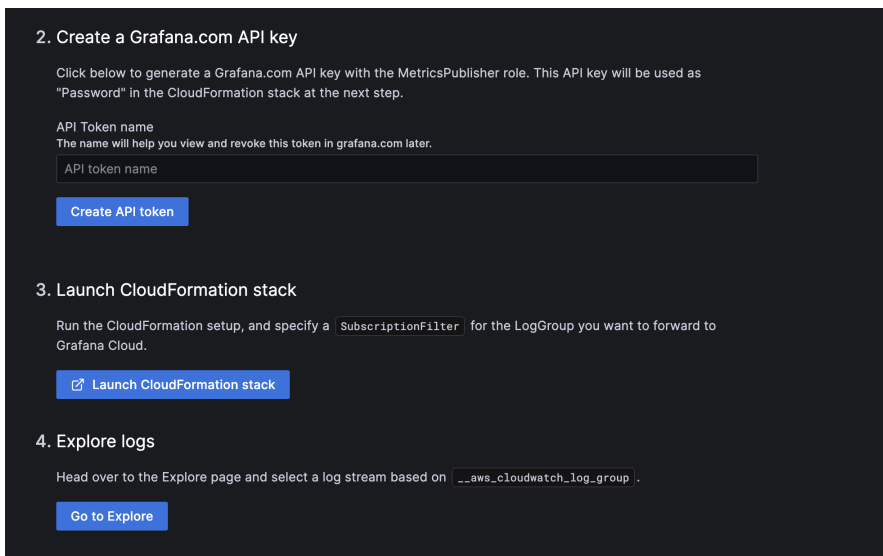 2. Create a Grafana.com API key
Click below to generate a Grafana.com API key with the MetricsPublisher role. This API key will be used as
"Password" in the CloudFormation stack at the next step.
API Token name
The name will help you view and revoke this token in grafana.com later.
API token name
Create API token
3. Launch CloudFormation stack
Run the CloudFormation setup, and specify a SubscriptionFilter for the LogGroup you want to forward to
Grafana Cloud.
Launch CloudFormation stack
4. Explore logs
Head over to the Explore page and select a log stream based on __aws_cloudwatch_log_group .
Go to Explore